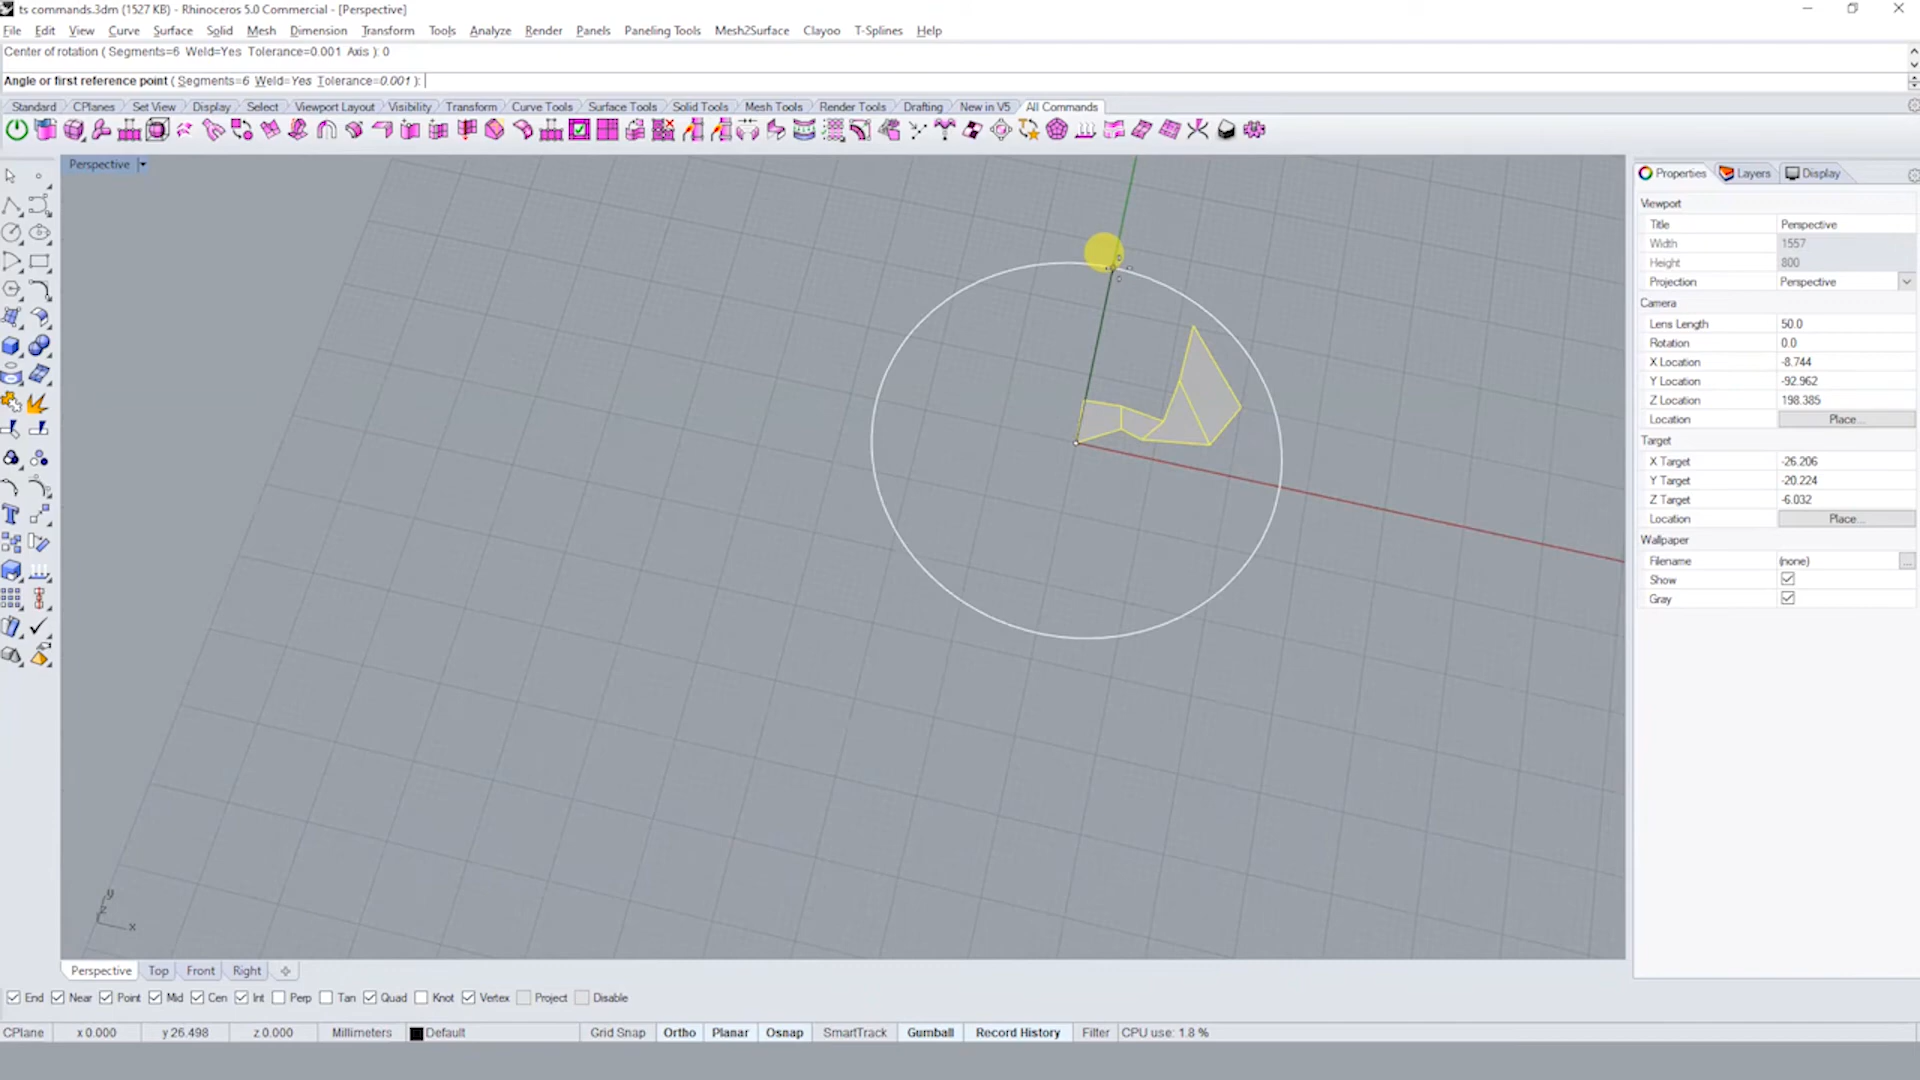 ts commands.3dm (1527 KB) - Rhinoceros 5.0 Commercial - [Perspective]
File Edit View Curve Surface Solid Mesh Dimension Transform Tools Analyze Render Panels Paneling Tools Mesh2Surface Clayoo T-Splines Help
Center of rotation ( Segments=6 Weld=Yes Tolerance=0.001 Axis ): 0
Angle or first reference point ( Segments=6 Weld=Yes Tolerance=0.001 ):
Standard CPlanes Set View Display Select Viewport Layout Visibility Transform Curve Tools Surface Tools Solid Tools Mesh Tools Render Tools Drafting New in V5 All Commands
Perspective
Properties Layers Display
Viewport
Title Perspective
Width 1557
Height 800
Projection Perspective
Camera
Lens Length 50.0
Rotation 0.0
X Location -8.744
Y Location -92.962
Z Location 198.385
Location Place...
Target
X Target -26.206
Y Target -20.224
Z Target -6.032
Location Place...
Wallpaper
Filename (none) ...
Show
Gray
y
z
x
Perspective Top Front Right
End Near Point Mid Cen Int Perp Tan Quad Knot Vertex Project Disable
CPlane x 0.000 y 26.498 z 0.000 Millimeters Default Grid Snap Ortho Planar Osnap SmartTrack Gumball Record History Filter CPU use: 1.8 %